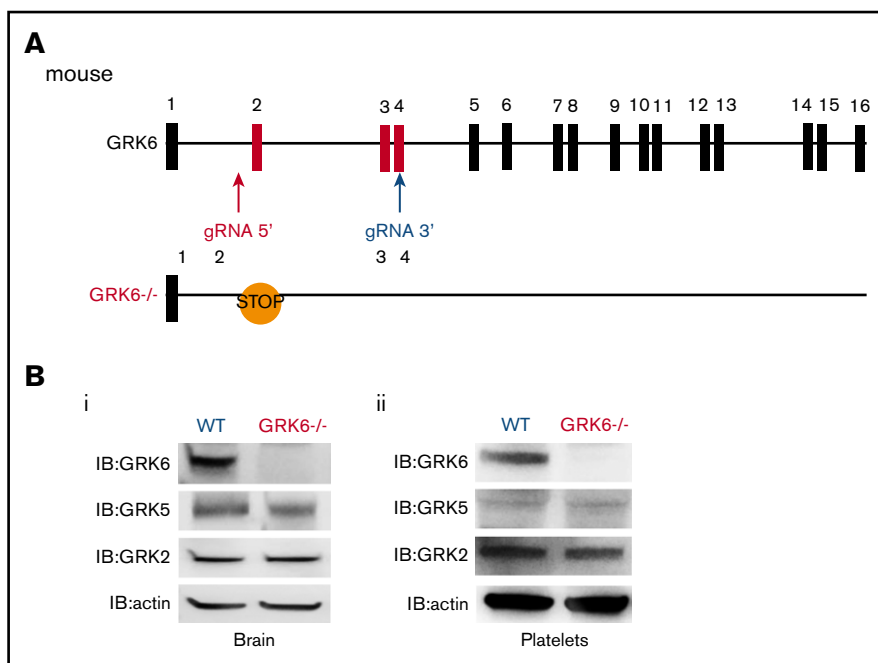 A
mouse
1 2 3 4 5 6 7 8 9 10 11 12 13 14 15 16
GRK6
gRNA 5' gRNA 3'
1 2 3 4
GRK6-/- STOP
B
i ii
WT GRK6-/- WT GRK6-/-
IB:GRK6 IB:GRK6
IB:GRK5 IB:GRK5
IB:GRK2 IB:GRK2
IB:actin IB:actin
Brain Platelets